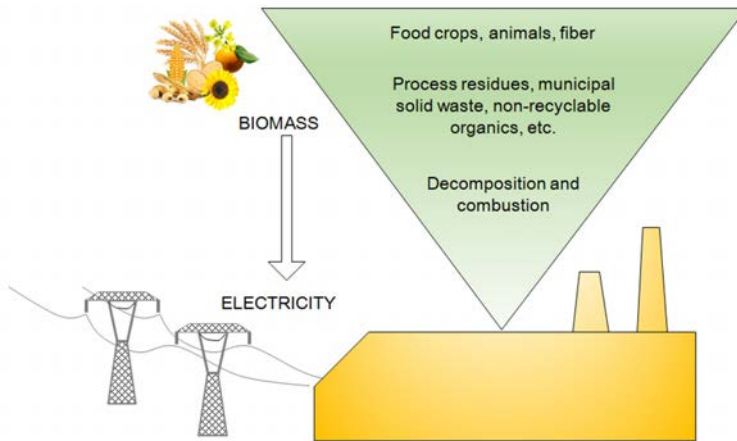 Food crops, animals, fiber
Process residues, municipal
solid waste, non-recyclable
organics, etc.
BIOMASS
Decomposition and
combustion
ELECTRICITY